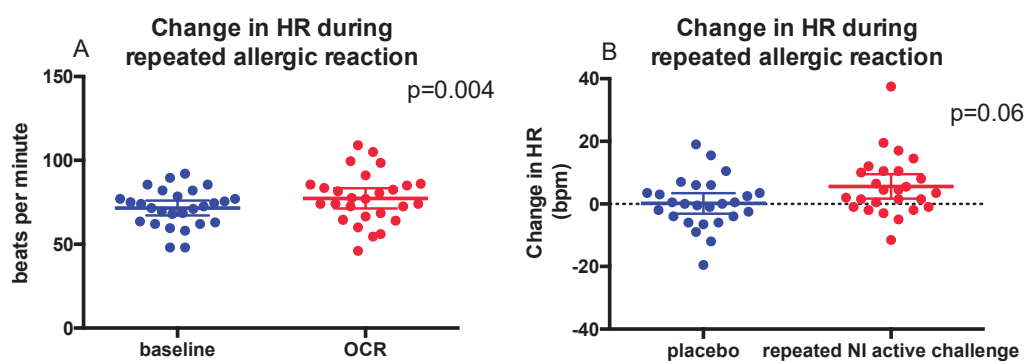 A
Change in HR during
repeated allergic reaction
p=0.004
beats per minute
150
100
50
0
baseline
OCR
B
Change in HR during
repeated allergic reaction
p=0.06
Change in HR
(bpm)
40
20
0
-20
-40
placebo
repeated NI active challenge